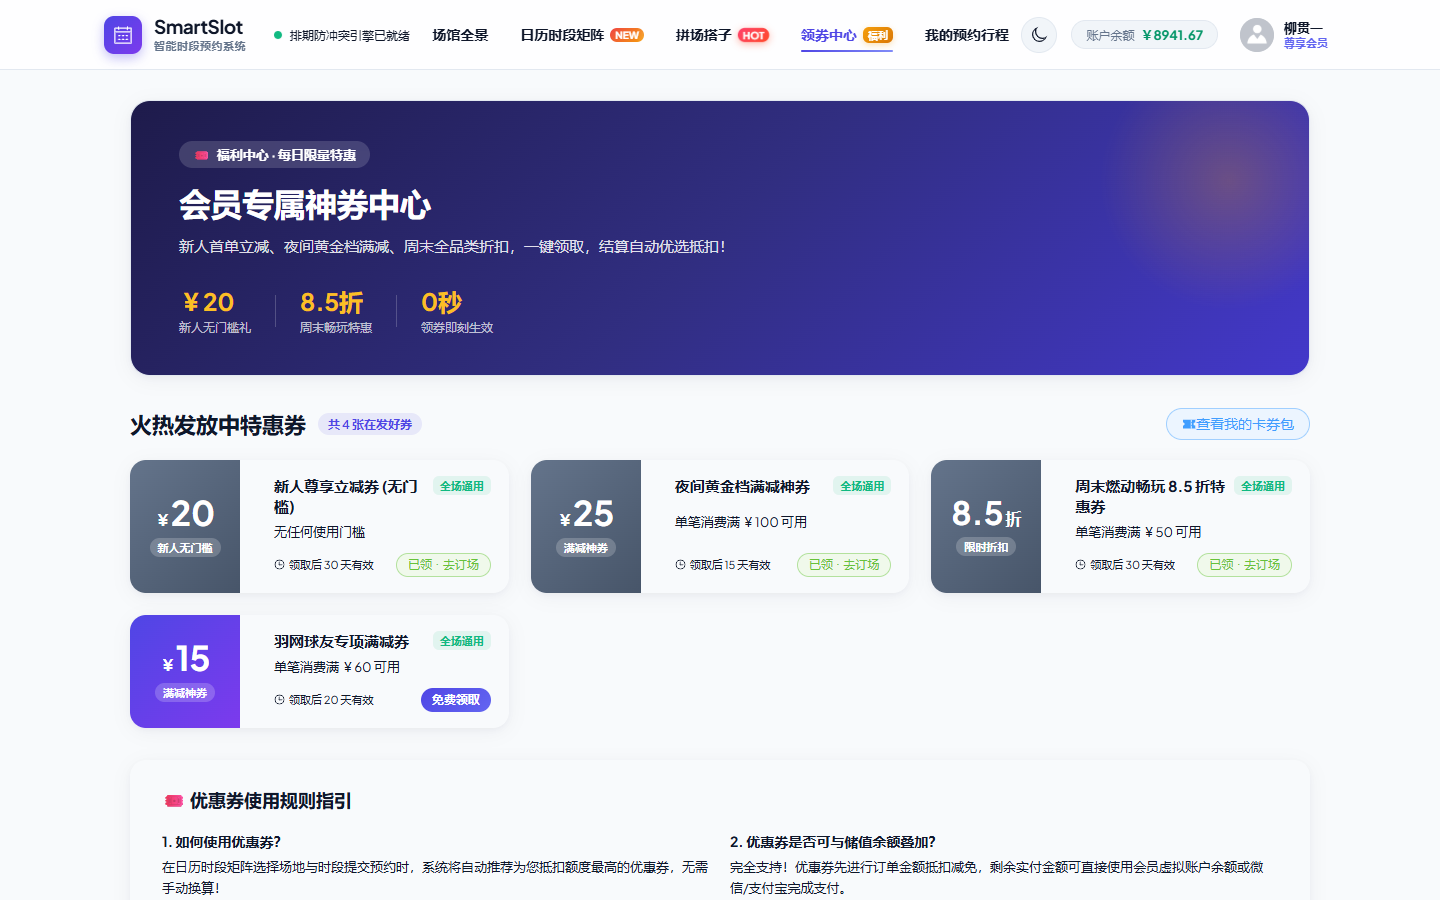 SmartSlot
智能时段预约系统
排期防冲突引擎已就绪
场馆全景
日历时段矩阵 NEW
拼场搭子 HOT
领券中心 福利
我的预约行程
账户余额 ¥8941.67
柳贯一
尊享会员
福利中心 · 每日限量特惠
会员专属神券中心
新人首单立减、夜间黄金档满减、周末全品类折扣，一键领取，结算自动优选抵扣！
¥20
新人无门槛礼
8.5折
周末畅玩特惠
0秒
领券即刻生效
火热发放中特惠券
共 4 张在发好券
查看我的卡券包
¥20
新人无门槛
新人尊享立减券 (无门
槛)
全场通用
无任何使用门槛
领取后 30 天有效
已领 · 去订场
¥25
满减神券
夜间黄金档满减神券
全场通用
单笔消费满 ¥100 可用
领取后 15 天有效
已领 · 去订场
8.5折
限时折扣
周末燃动畅玩 8.5 折特
惠券
全场通用
单笔消费满 ¥50 可用
领取后 30 天有效
已领 · 去订场
¥15
满减神券
羽网球友专项满减券
全场通用
单笔消费满 ¥60 可用
领取后 20 天有效
免费领取
优惠券使用规则指引
1. 如何使用优惠券？
在日历时段矩阵选择场地与时段提交预约时，系统将自动推荐为您抵扣额度最高的优惠券，无需
手动换算！
2. 优惠券是否可与储值余额叠加？
完全支持！优惠券先进行订单金额抵扣减免，剩余实付金额可直接使用会员虚拟账户余额或微
信/支付宝完成支付。